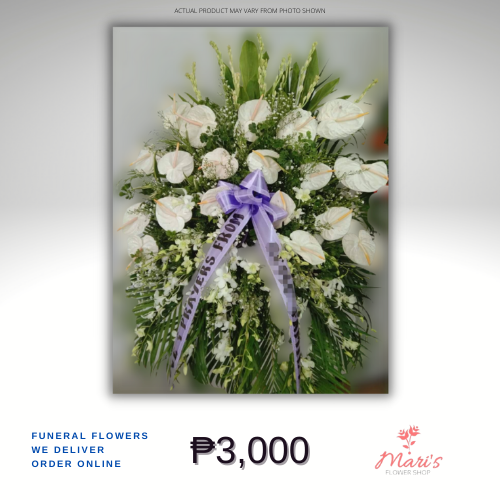 ACTUAL PRODUCT MAY VARY FROM PHOTO SHOWN
PRAYERS FROM
FUNERAL FLOWERS
WE DELIVER
ORDER ONLINE
₱3,000
Mari's
FLOWER SHOP